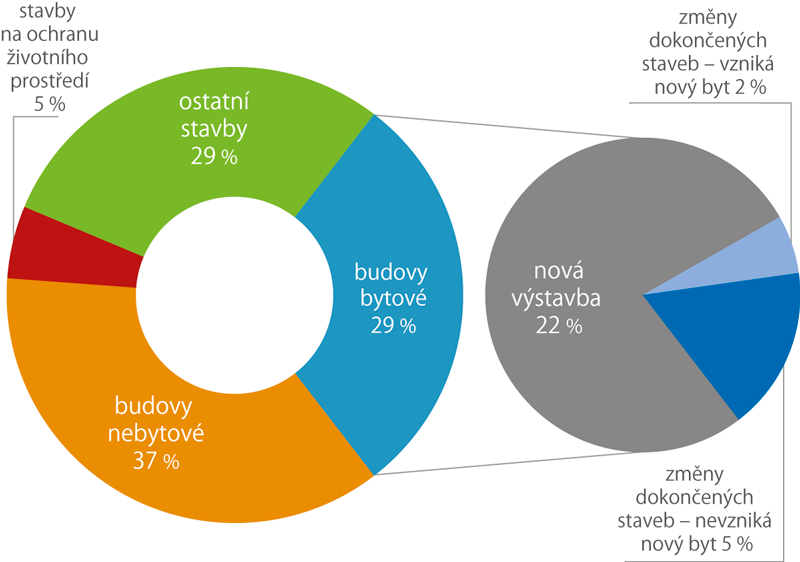 stavby
na ochranu
životního
prostředí
5 %
ostatní
stavby
29 %
budovy
bytové
29 %
budovy
nebytové
37 %
změny
dokončených
staveb – vzniká
nový byt 2 %
nová
výstavba
22 %
změny
dokončených
staveb – nevzniká
nový byt 5 %